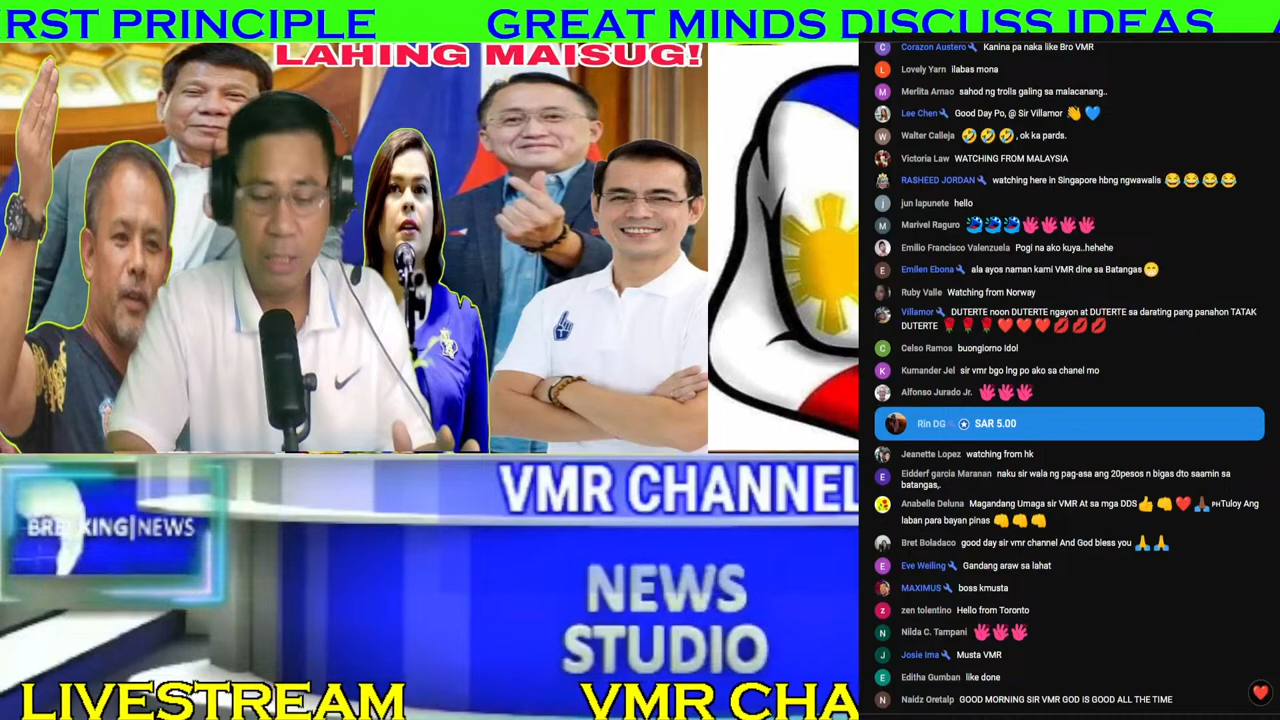 RST PRINCIPLE GREAT MINDS DISCUSS IDEAS
LAHING MAISUG!
BRE KING|NEWS
VMR CHANNEL
NEWS
STUDIO
LIVESTREAM VMR CHA
Corazon Austero Kanina pa naka like Bro VMR
Lovely Yarn ilabas mona
Merlita Arnao sahod ng trolls galing sa malacanang..
Lee Chen Good Day Po, @ Sir Villamor 👋 💙
Walter Calleja 🤣 🤣 🤣 , ok ka pards.
Victoria Law WATCHING FROM MALAYSIA
RASHEED JORDAN watching here in Singapore hbng ngwawalis 😂 😂 😂 😂
jun lapunete hello
Marivel Raguro
Emilio Francisco Valenzuela Pogi na ako kuya..hehehe
Emilen Ebona ala ayos naman kami VMR dine sa Batangas 😁
Ruby Valle Watching from Norway
Villamor DUTERTE noon DUTERTE ngayon at DUTERTE sa darating pang panahon TATAK
DUTERTE 🌹 🌹 🌹 ❤️ ❤️ ❤️ 💋 💋 💋
Celso Ramos buongiorno Idol
Kumander Jel sir vmr bgo lng po ako sa chanel mo
Alfonso Jurado Jr.
Rin DG SAR 5.00
Jeanette Lopez watching from hk
Eidderf garcia Maranan naku sir wala ng pag-asa ang 20pesos n bigas dto saamin sa
batangas,.
Anabelle Deluna Magandang Umaga sir VMR At sa mga DDS 👍 👊 ❤️ 🙏🏾 PHTuloy Ang
laban para bayan pinas 👊 👊 👊
Bret Boladaco good day sir vmr channel And God bless you 🙏 🙏
Eve Weiling Gandang araw sa lahat
MAXIMUS boss kmusta
zen tolentino Hello from Toronto
Nilda C. Tampani
Josie Ima Musta VMR
Editha Gumban like done
Naidz Oretalp GOOD MORNING SIR VMR GOD IS GOOD ALL THE TIME